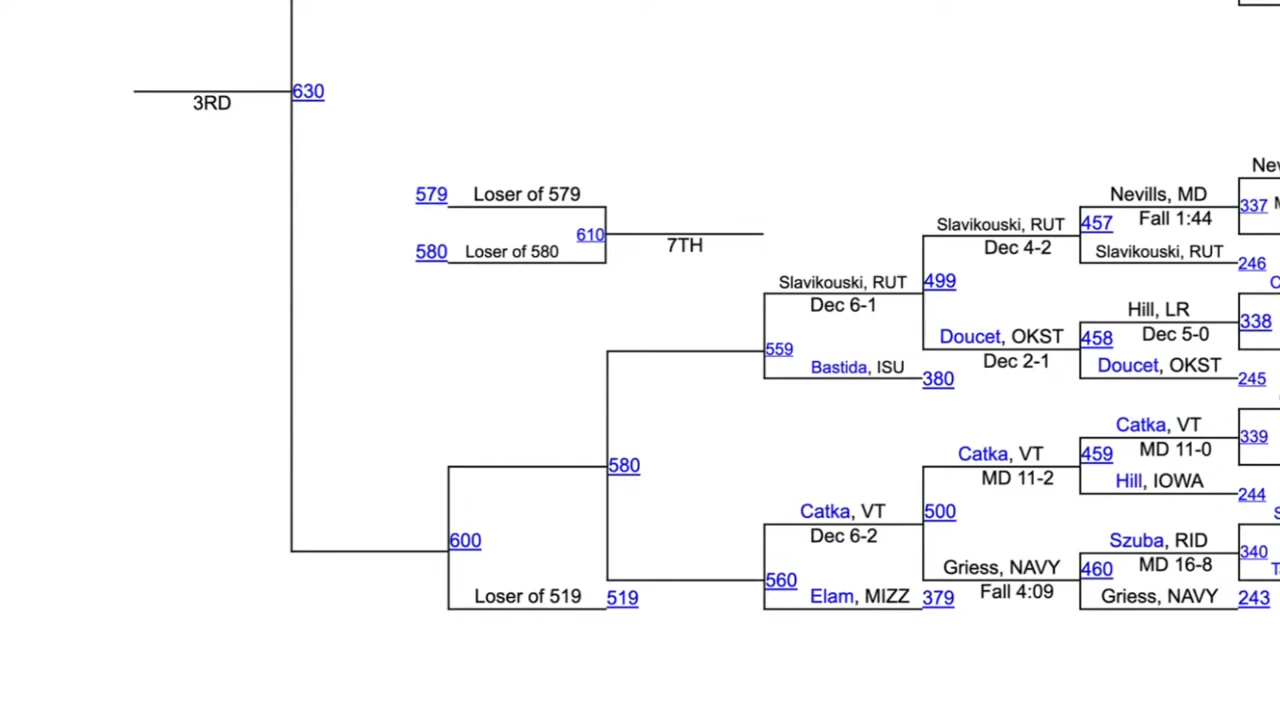 Nev
Nevills, MD
337
M
Fall 1:44
Slavikouski, RUT
457
Dec 4-2
Slavikouski, RUT
246
Slavikouski, RUT
499
Dec 6-1
Hill, LR
338
Dec 5-0
Doucet, OKST
458
Dec 2-1
Doucet, OKST
245
559
Bastida, ISU
380
Catka, VT
339
MD 11-0
Catka, VT
459
MD 11-2
Hill, IOWA
244
Catka, VT
500
Dec 6-2
Szuba, RID
340
MD 16-8
Griess, NAVY
460
Fall 4:09
Griess, NAVY
243
560
Elam, MIZZ
379
580
600
Loser of 519
519
579
Loser of 579
610
7TH
580
Loser of 580
630
3RD